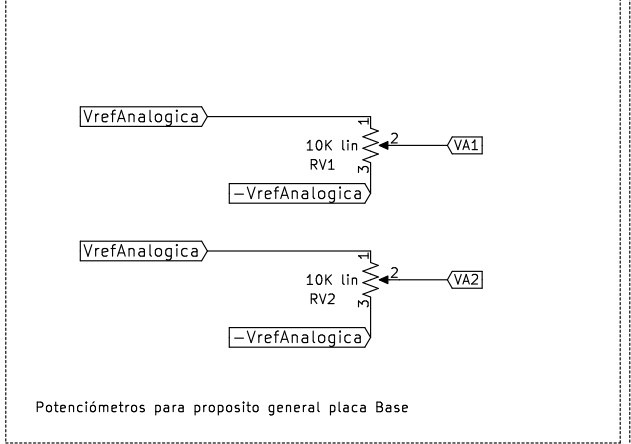 VrefAnalogica
1
10K lin
2
VA1
RV1
3
-VrefAnalogica
VrefAnalogica
1
10K lin
2
VA2
RV2
3
-VrefAnalogica
Potenciómetros para proposito general placa Base